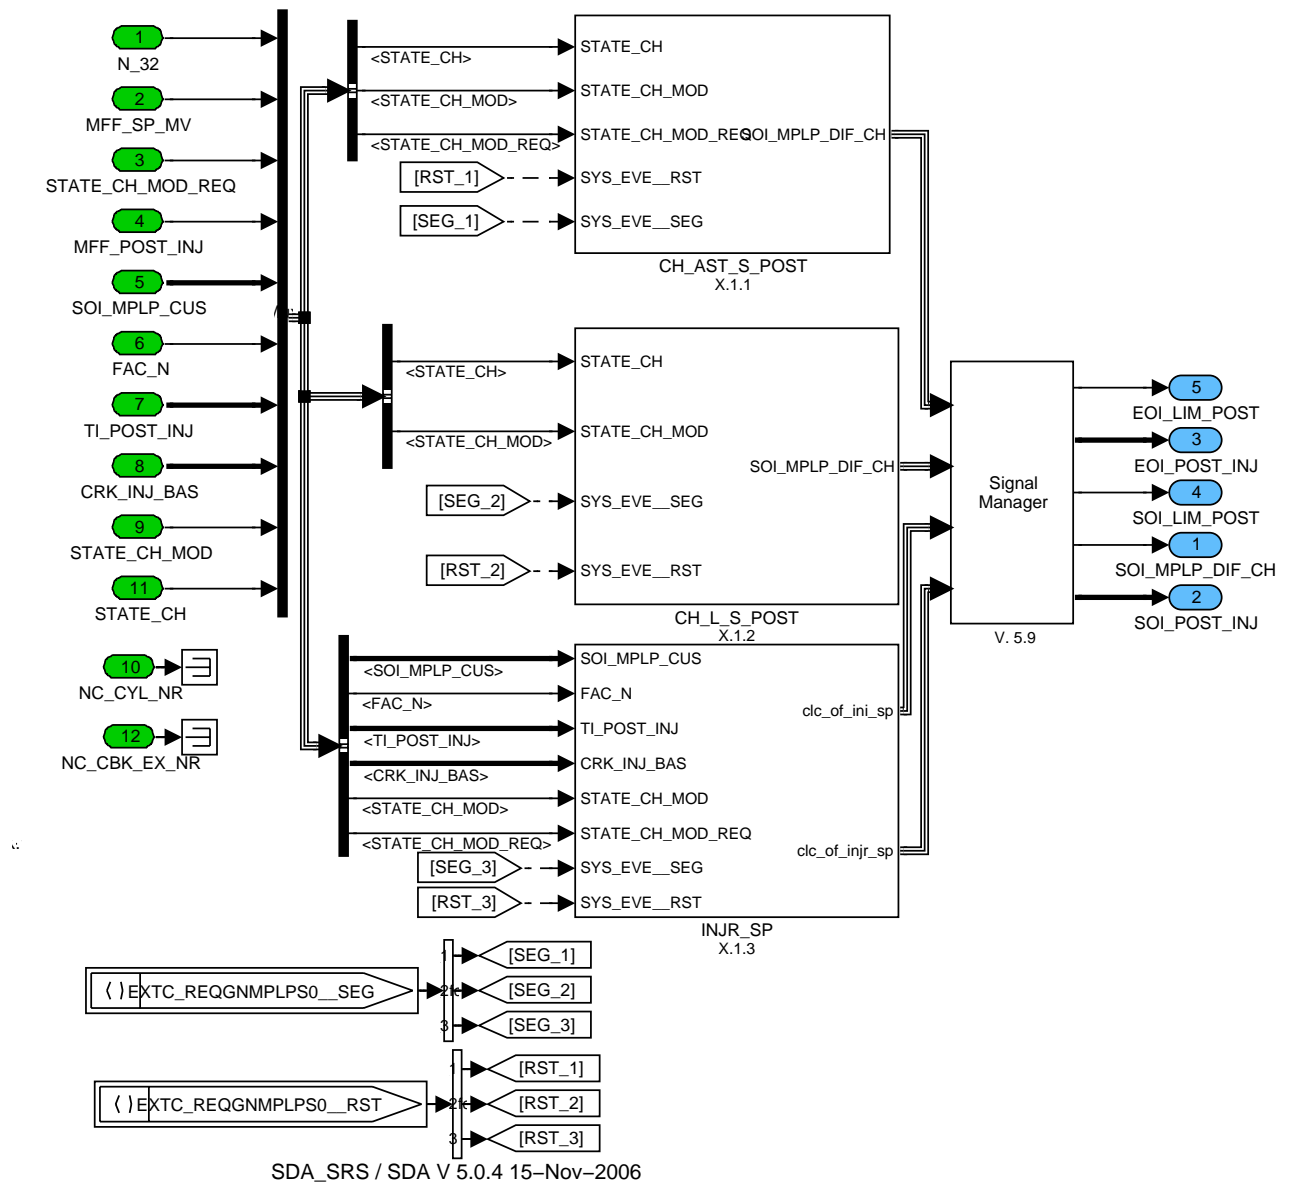 1
N_32
2
MFF_SP_MV
3
STATE_CH_MOD_REQ
4
MFF_POST_INJ
5
SOI_MPLP_CUS
6
FAC_N
7
TI_POST_INJ
8
CRK_INJ_BAS
9
STATE_CH_MOD
11
STATE_CH
10
NC_CYL_NR
12
NC_CBK_EX_NR
<STATE_CH>
<STATE_CH_MOD>
<STATE_CH_MOD_REQ>
[RST_1]
[SEG_1]
STATE_CH
STATE_CH_MOD
STATE_CH_MOD_REQ
SOI_MPLP_DIF_CH
SYS_EVE__RST
SYS_EVE__SEG
CH_AST_S_POST
X.1.1
<STATE_CH>
<STATE_CH_MOD>
[SEG_2]
[RST_2]
STATE_CH
STATE_CH_MOD
SOI_MPLP_DIF_CH
SYS_EVE__SEG
SYS_EVE__RST
CH_L_S_POST
X.1.2
<SOI_MPLP_CUS>
<FAC_N>
<TI_POST_INJ>
<CRK_INJ_BAS>
<STATE_CH_MOD>
<STATE_CH_MOD_REQ>
[SEG_3]
[RST_3]
SOI_MPLP_CUS
FAC_N
clc_of_ini_sp
TI_POST_INJ
CRK_INJ_BAS
STATE_CH_MOD
STATE_CH_MOD_REQ
clc_of_injr_sp
SYS_EVE__SEG
SYS_EVE__RST
INJR_SP
X.1.3
Signal
Manager
V. 5.9
5
EOI_LIM_POST
3
EOI_POST_INJ
4
SOI_LIM_POST
1
SOI_MPLP_DIF_CH
2
SOI_POST_INJ
( ) EXTC_REQGNMPLPS0__SEG
1
[SEG_1]
[SEG_2]
3
[SEG_3]
( ) EXTC_REQGNMPLPS0__RST
1
[RST_1]
[RST_2]
3
[RST_3]
SDA_SRS / SDA V 5.0.4 15−Nov−2006